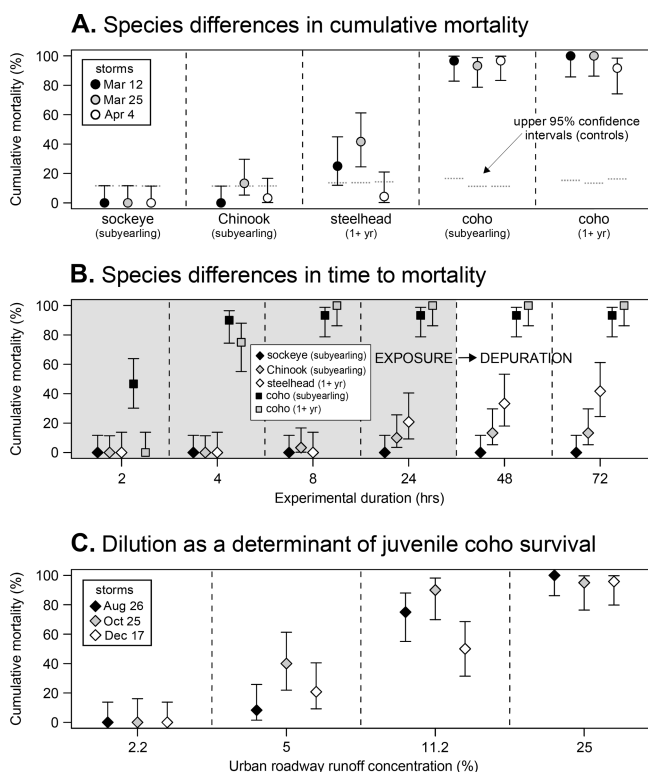 A. Species differences in cumulative mortality
Cumulative mortality (%)
100
80
60
40
20
0
storms
Mar 12
Mar 25
Apr 4
upper 95% confidence
intervals (controls)
sockeye
(subyearling)
Chinook
(subyearling)
steelhead
(1+ yr)
coho
(subyearling)
coho
(1+ yr)
B. Species differences in time to mortality
Cumulative mortality (%)
100
80
60
40
20
0
sockeye (subyearling)
Chinook (subyearling)
steelhead (1+ yr)
coho (subyearling)
coho (1+ yr)
EXPOSURE → DEPURATION
2 4 8 24 48 72
Experimental duration (hrs)
C. Dilution as a determinant of juvenile coho survival
Cumulative mortality (%)
100
80
60
40
20
0
storms
Aug 26
Oct 25
Dec 17
2.2 5 11.2 25
Urban roadway runoff concentration (%)